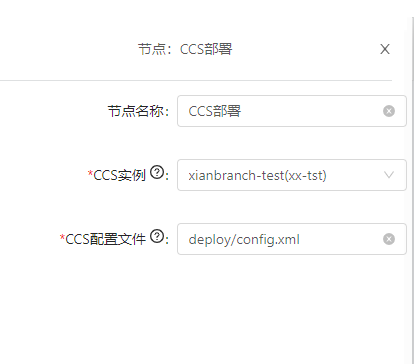 节点：CCS部署
节点名称： CCS部署
*CCS实例 ： xianbranch-test(xx-tst)
*CCS配置文件 ： deploy/config.xml